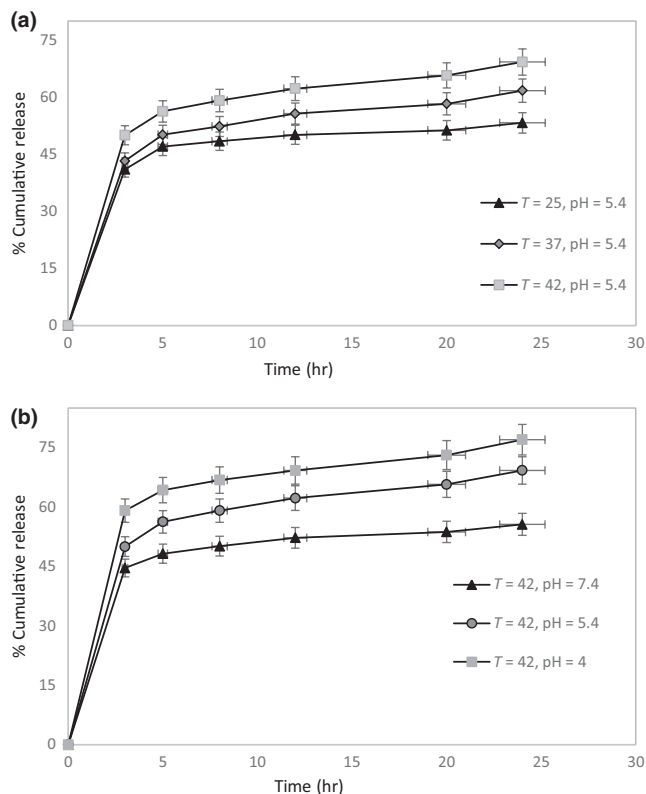 (a)
75
60
45
30
15
0
% Cumulative release
T = 25, pH = 5.4
T = 37, pH = 5.4
T = 42, pH = 5.4
0 5 10 15 20 25 30
Time (hr)
(b)
75
60
45
30
15
0
% Cumulative release
T = 42, pH = 7.4
T = 42, pH = 5.4
T = 42, pH = 4
0 5 10 15 20 25 30
Time (hr)